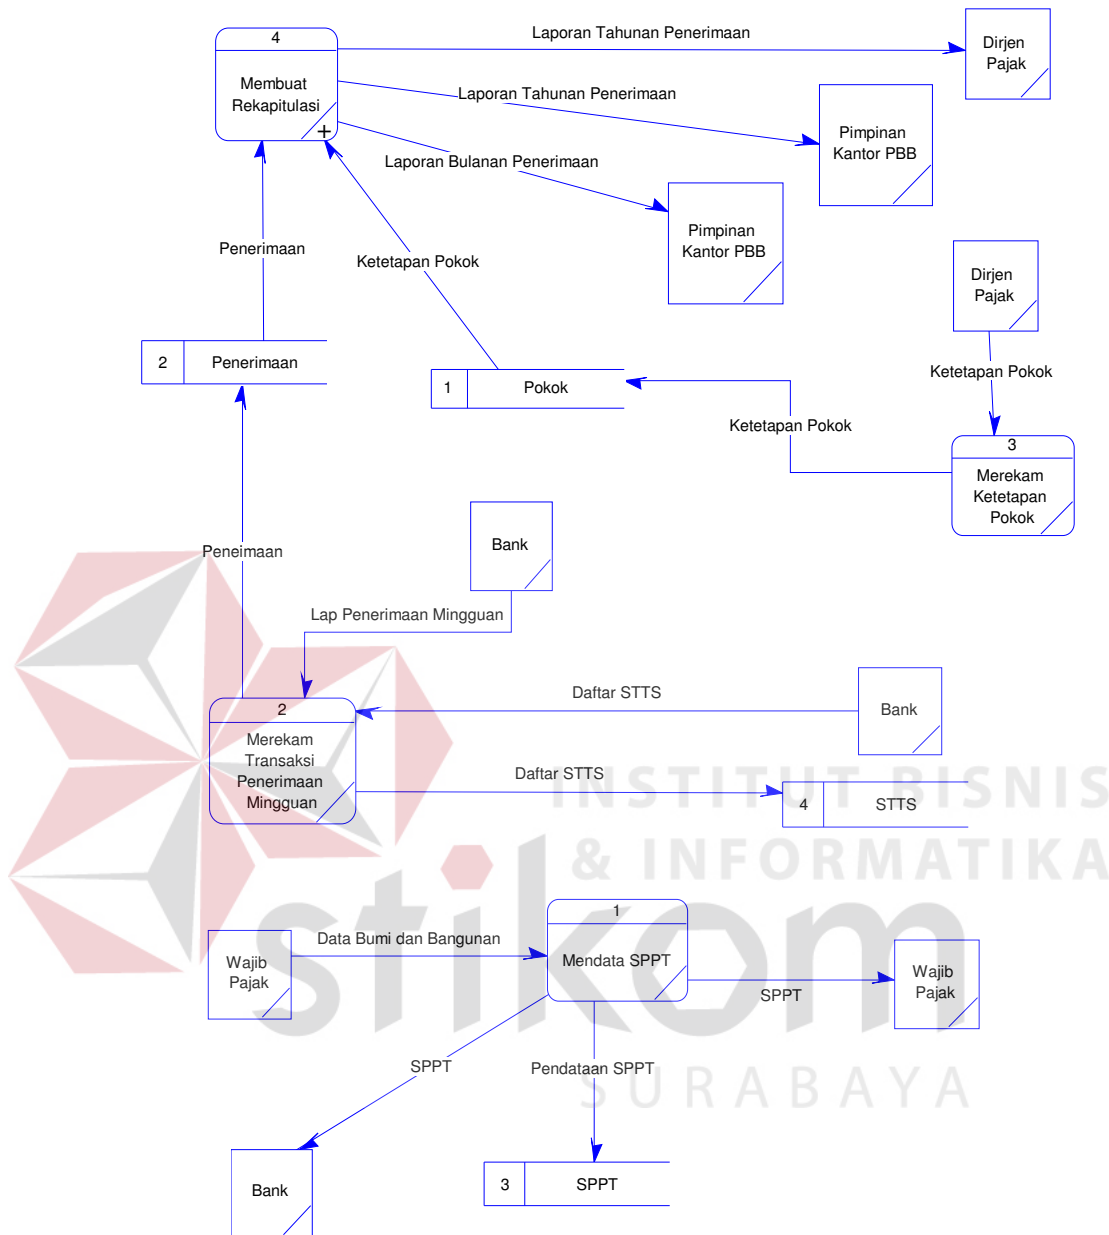 Laporan Tahunan Penerimaan
4
Membuat
Rekapitulasi
+
Dirjen
Pajak
Laporan Tahunan Penerimaan
Pimpinan
Kantor PBB
Laporan Bulanan Penerimaan
Pimpinan
Kantor PBB
Penerimaan
Ketetapan Pokok
Dirjen
Pajak
2
Penerimaan
1
Pokok
Ketetapan Pokok
Ketetapan Pokok
3
Merekam
Ketetapan
Pokok
Bank
Peneimaan
Lap Penerimaan Mingguan
2
Merekam
Transaksi
Penerimaan
Mingguan
Daftar STTS
Bank
Daftar STTS
4
STTS
INSTITUT BISNIS
& INFORMATIKA
stikom
SURABAYA
1
Mendata SPPT
Data Bumi dan Bangunan
Wajib
Pajak
SPPT
Wajib
Pajak
SPPT
Pendataan SPPT
Bank
3
SPPT